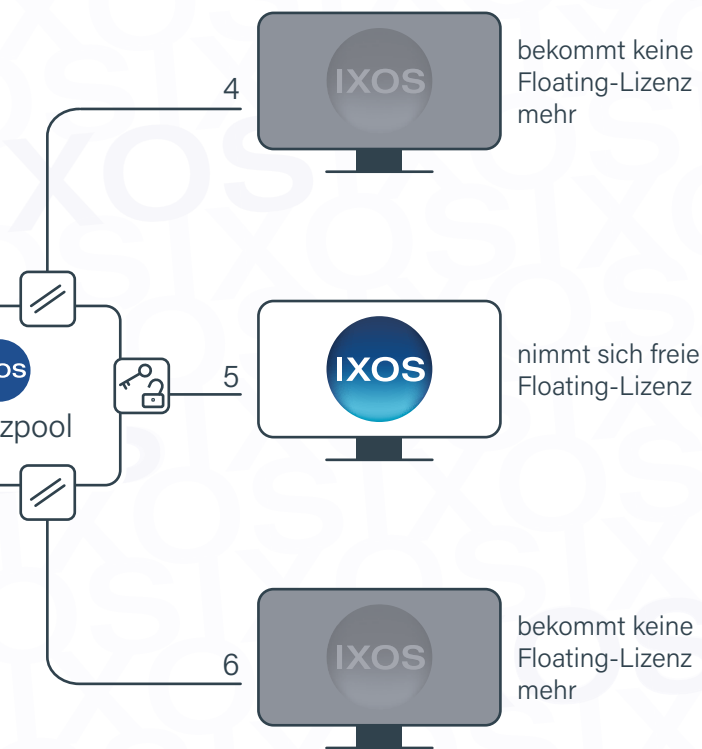 4
IXOS
bekommt keine
Floating-Lizenz
mehr
OS
zpool
5
IXOS
nimmt sich freie
Floating-Lizenz
6
IXOS
bekommt keine
Floating-Lizenz
mehr